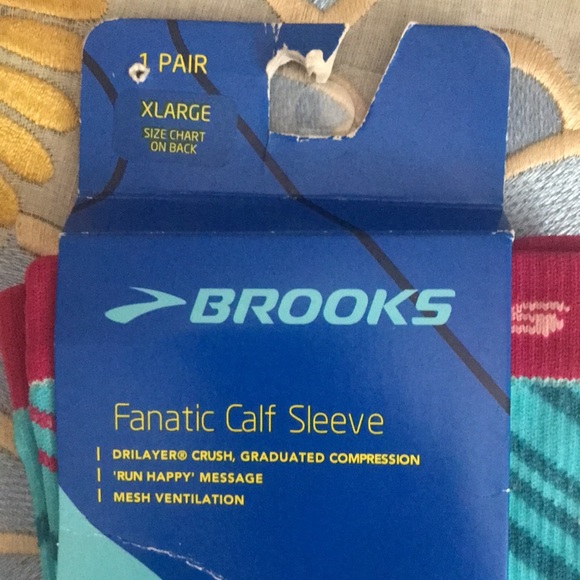 1 PAIR
XLARGE
SIZE CHART
ON BACK
BROOKS
Fanatic Calf Sleeve
DRILAYER® CRUSH, GRADUATED COMPRESSION
'RUN HAPPY' MESSAGE
MESH VENTILATION